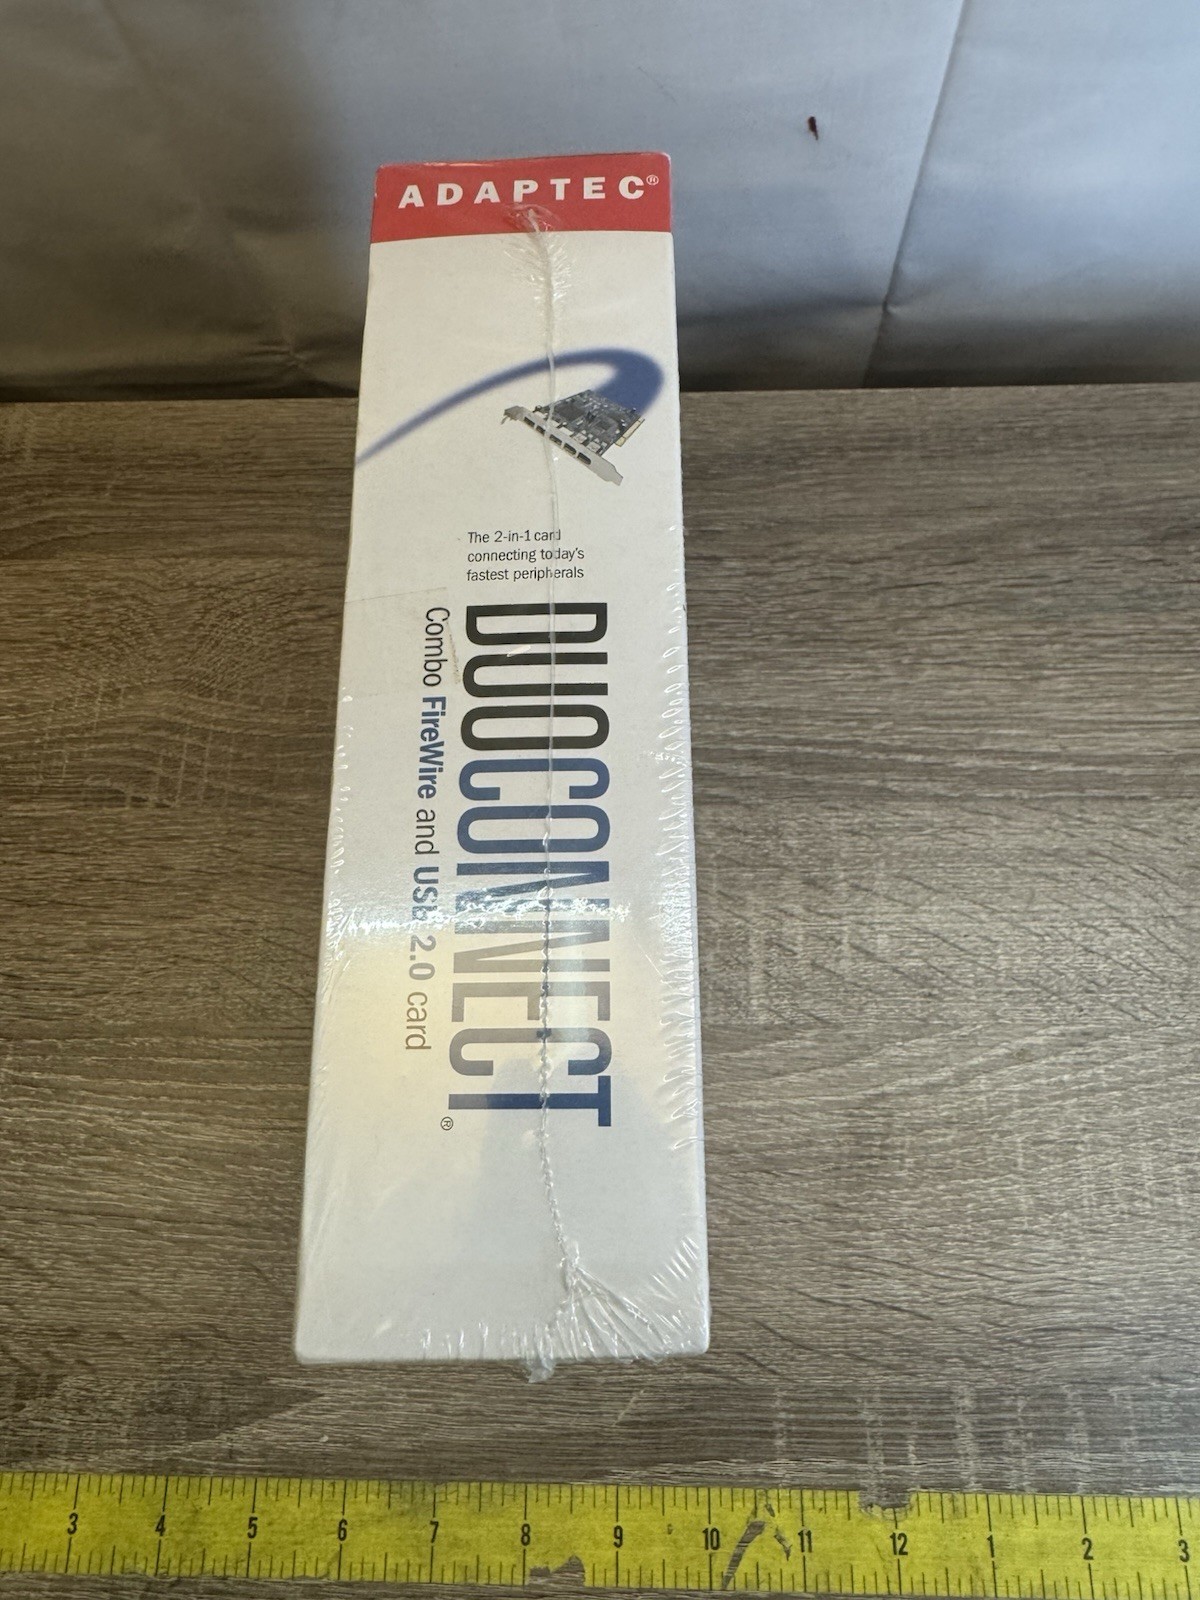 ADAPTEC®
The 2-in-1 card
connecting today's
fastest peripherals
DUOCONNECT®
Combo FireWire and USB 2.0 card
3 4 5 6 7 8 9 10 11 12 1 2 3